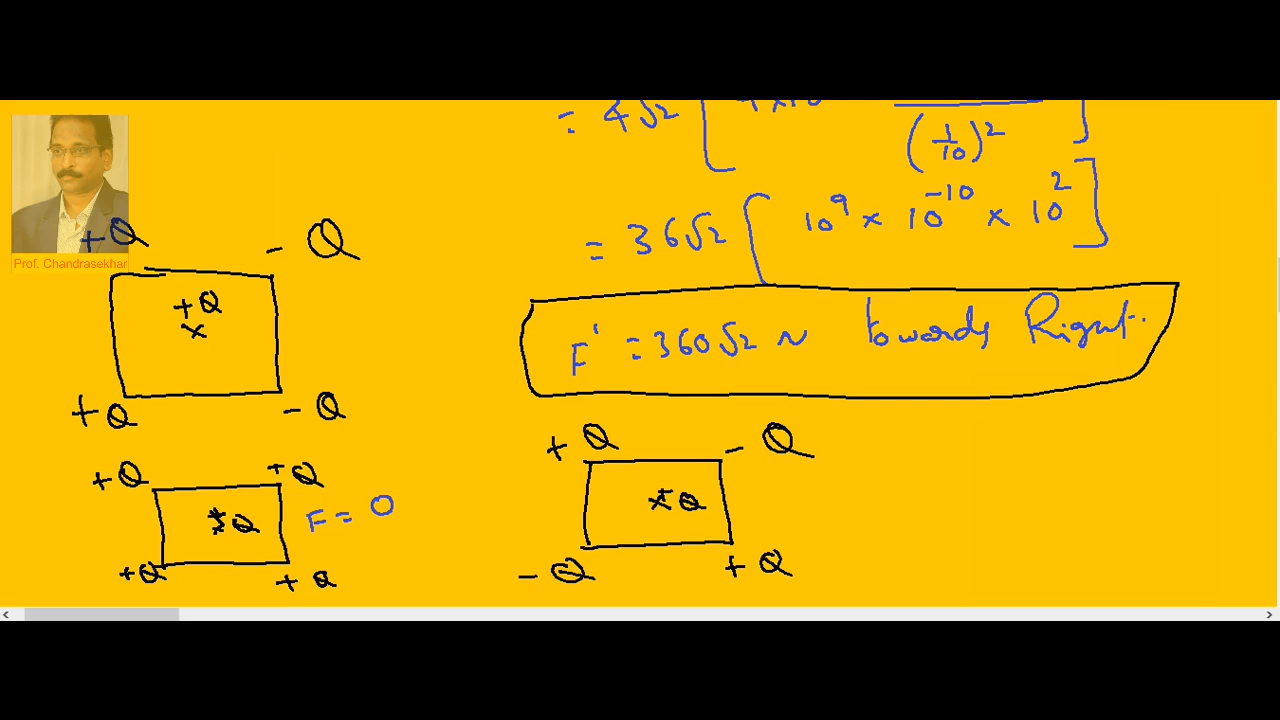 = 4√2 [
(1/10)²]
= 36√2 [ 10⁹ × 10⁻¹⁰ × 10² ]
F' = 360√2 N towards Right.
Prof. Chandrasekhar
+Q - Q
+Q
×
+Q - Q
+Q +Q
+Q F = 0
+Q +Q
+Q - Q
×+Q
- Q +Q